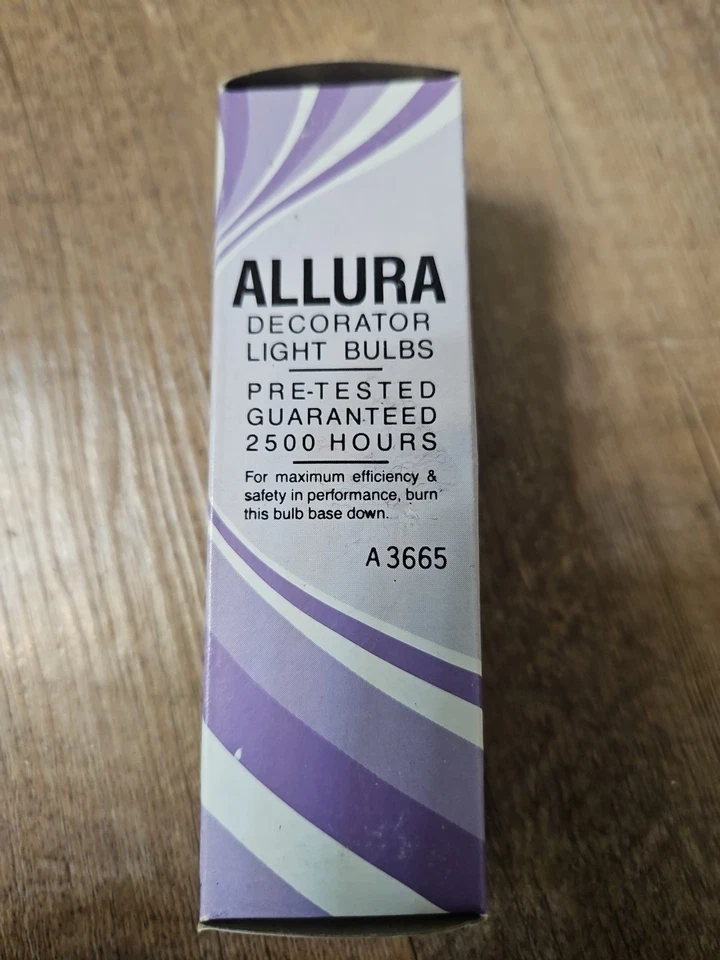 ALLURA
DECORATOR
LIGHT BULBS
PRE-TESTED
GUARANTEED
2500 HOURS
For maximum efficiency &
safety in performance, burn
this bulb base down.
A 3665